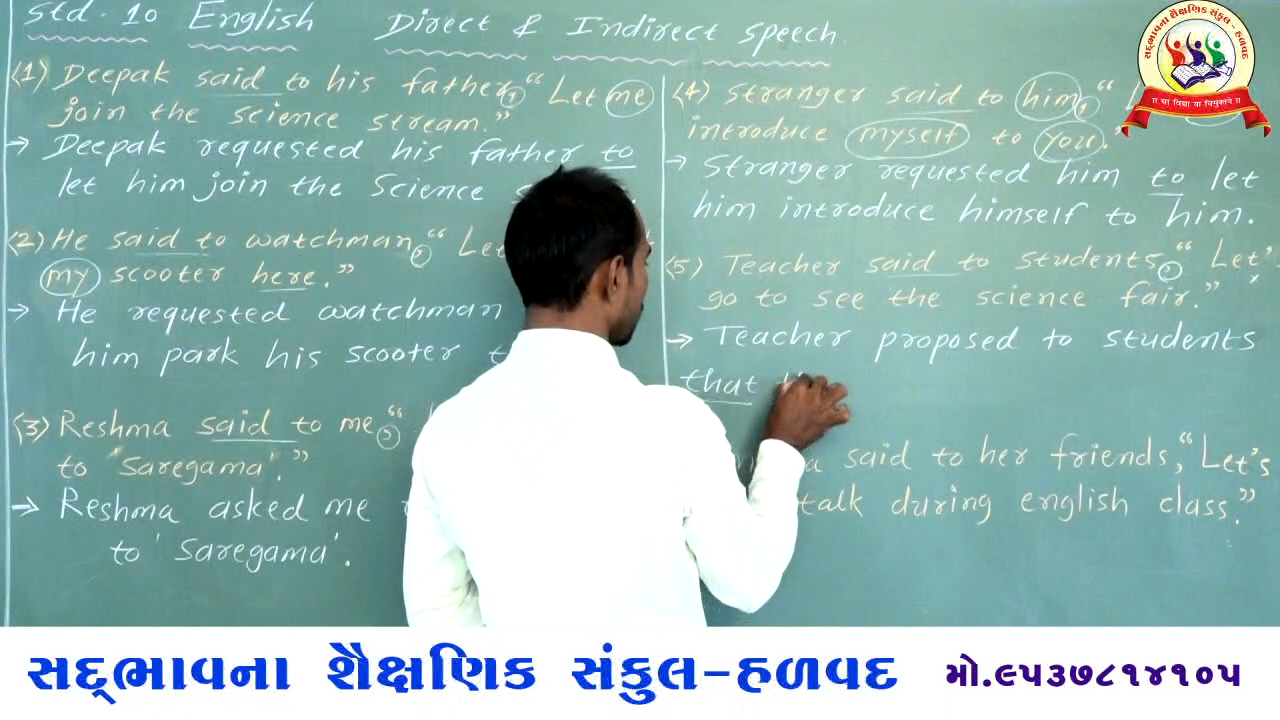 Std. 10 English Direct & Indirect speech
(1) Deepak said to his father, " Let me
join the science stream."
→ Deepak requested his father to
let him join the Science
(2) He said to watchman, " Let
my scooter here."
→ He requested watchman
him park his scooter
(3) Reshma said to me, "
to 'Saregama'."
→ Reshma asked me
to 'Saregama'.
(4) Stranger said to him, "
introduce myself to you."
→ Stranger requested him to let
him introduce himself to him.
(5) Teacher said to students, " Let's
go to see the science fair."
→ Teacher proposed to students
that
said to her friends, "Let's
talk during english class."
સદ્ભાવના શૈક્ષણિક સંકુલ - હળવદ
॥ सा विद्या या विमुक्तये ॥
સદ્ભાવના શૈક્ષણિક સંકુલ-હળવદ મો.૯૫૩૭૮૧૪૧૦૫